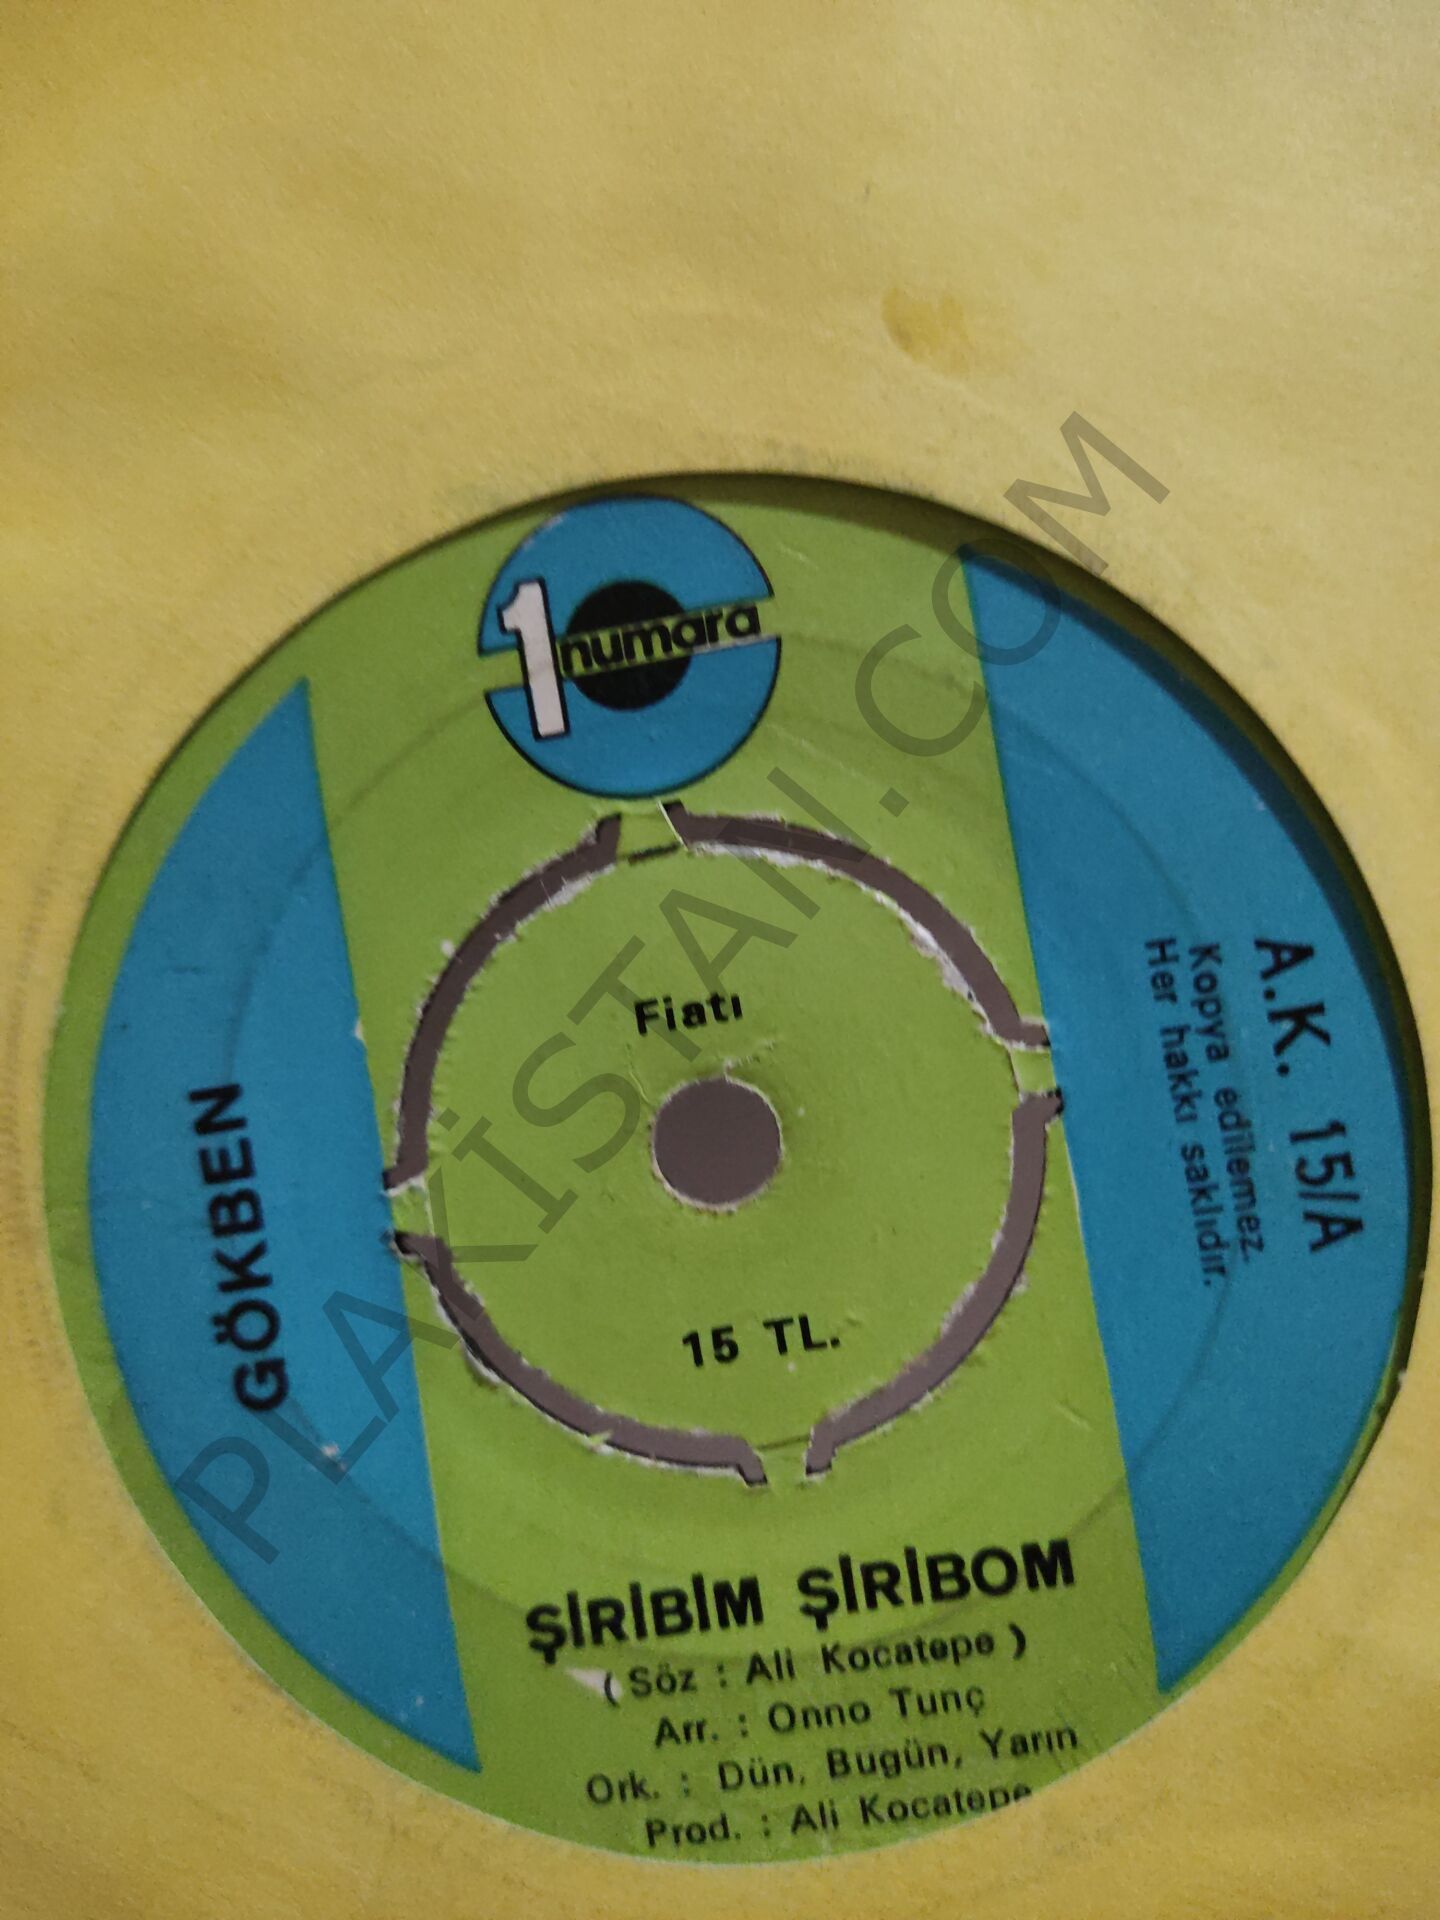 1 numara
GÖKBEN
A.K. 15/A
Kopya edilemez.
Her hakkı saklıdır.
Fiatı
15 TL.
ŞİRİBİM ŞİRİBOM
( Söz : Ali Kocatepe )
Arr. : Onno Tunç
Ork. : Dün, Bugün, Yarın
Prod. : Ali Kocatepe
PLAKİSTAN.COM